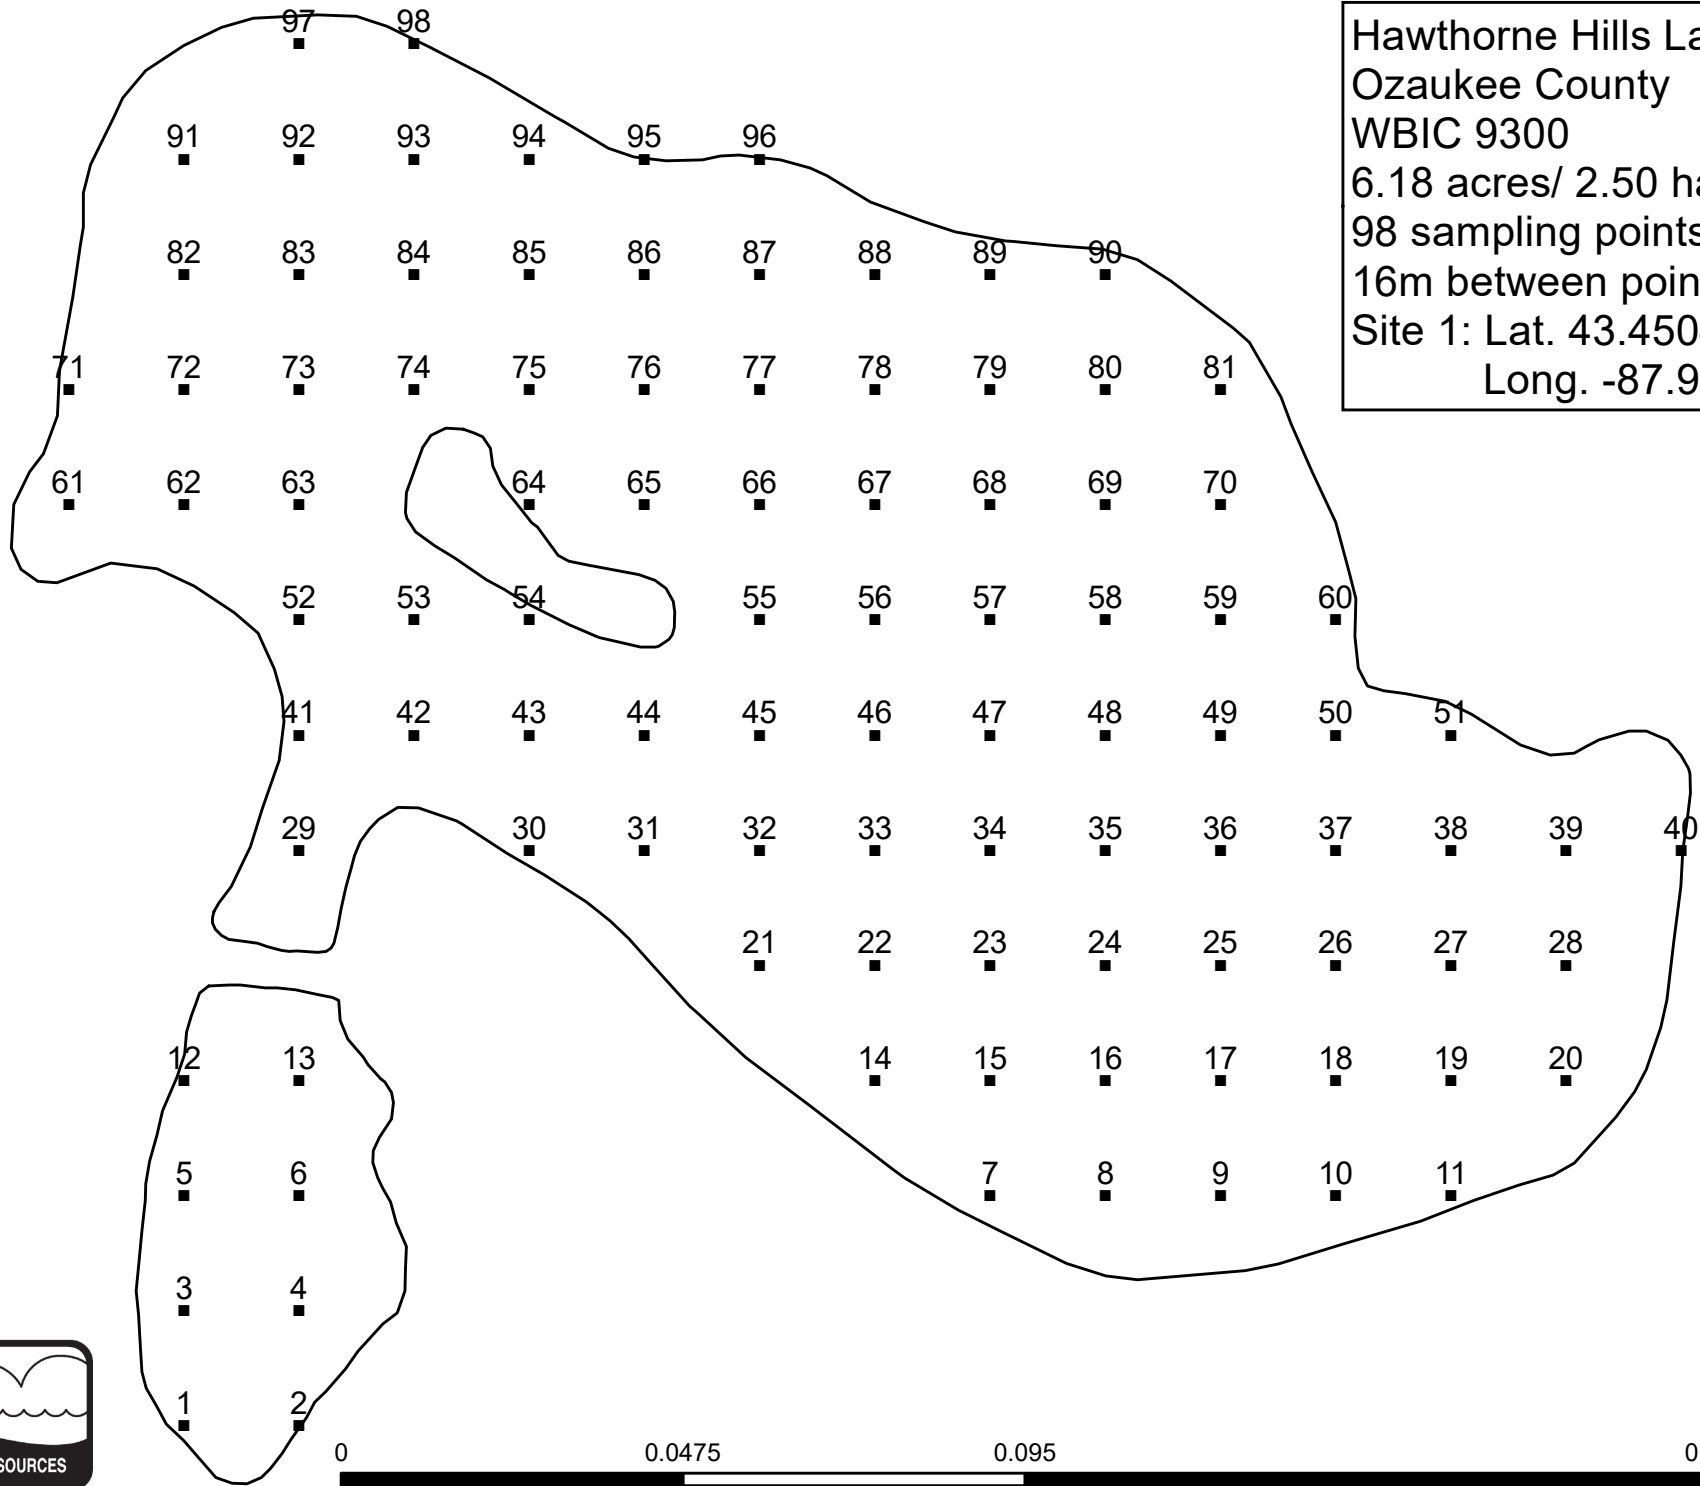 97 98
Hawthorne Hills La
Ozaukee County
WBIC 9300
6.18 acres/ 2.50 ha
98 sampling points
16m between poin
Site 1: Lat. 43.450
Long. -87.9
91 92 93 94 95 96
82 83 84 85 86 87 88 89 90
71 72 73 74 75 76 77 78 79 80 81
61 62 63 64 65 66 67 68 69 70
52 53 54 55 56 57 58 59 60
41 42 43 44 45 46 47 48 49 50 51
29 30 31 32 33 34 35 36 37 38 39 40
21 22 23 24 25 26 27 28
12 13 14 15 16 17 18 19 20
5 6 7 8 9 10 11
3 4
1 2
0 0.0475 0.095 0
SOURCES